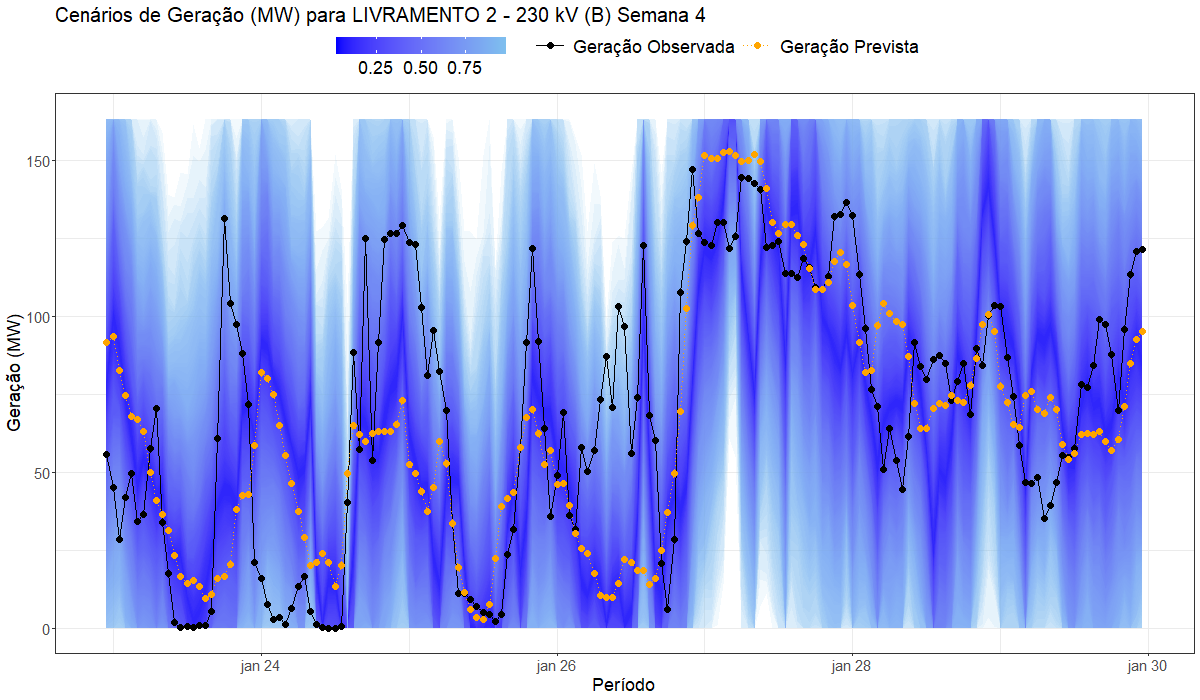 Cenários de Geração (MW) para LIVRAMENTO 2 - 230 kV (B) Semana 4
0.25 0.50 0.75
Geração Observada
Geração Prevista
Geração (MW)
150
100
50
0
jan 24
jan 26
jan 28
jan 30
Período